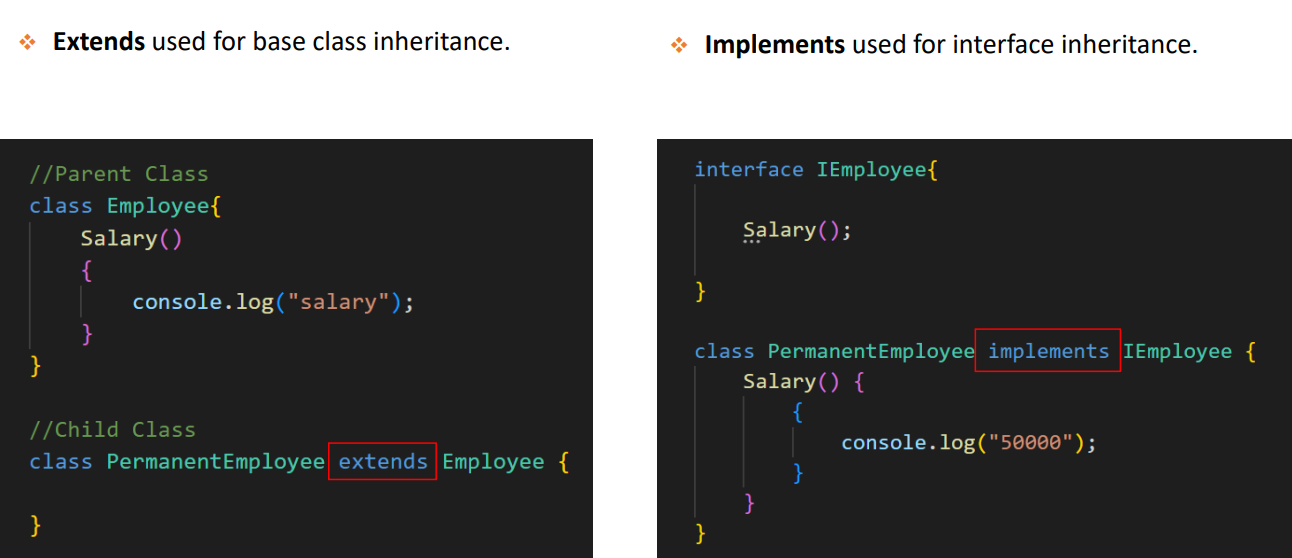 Extends used for base class inheritance.
//Parent Class
class Employee{
Salary()
{
console.log("salary");
}
}
//Child Class
class PermanentEmployee extends Employee {
}
Implements used for interface inheritance.
interface IEmployee{
Salary();
}
class PermanentEmployee implements IEmployee {
Salary() {
{
console.log("50000");
}
}
}